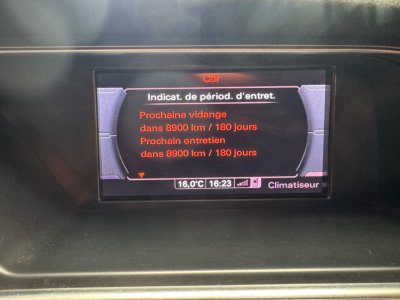 Car
Indicat. de périod. d'entret.
Prochaine vidange
dans 8900 km / 180 jours
Prochain entretien
dans 8900 km / 180 jours
16,0°C 16:23 Climatiseur